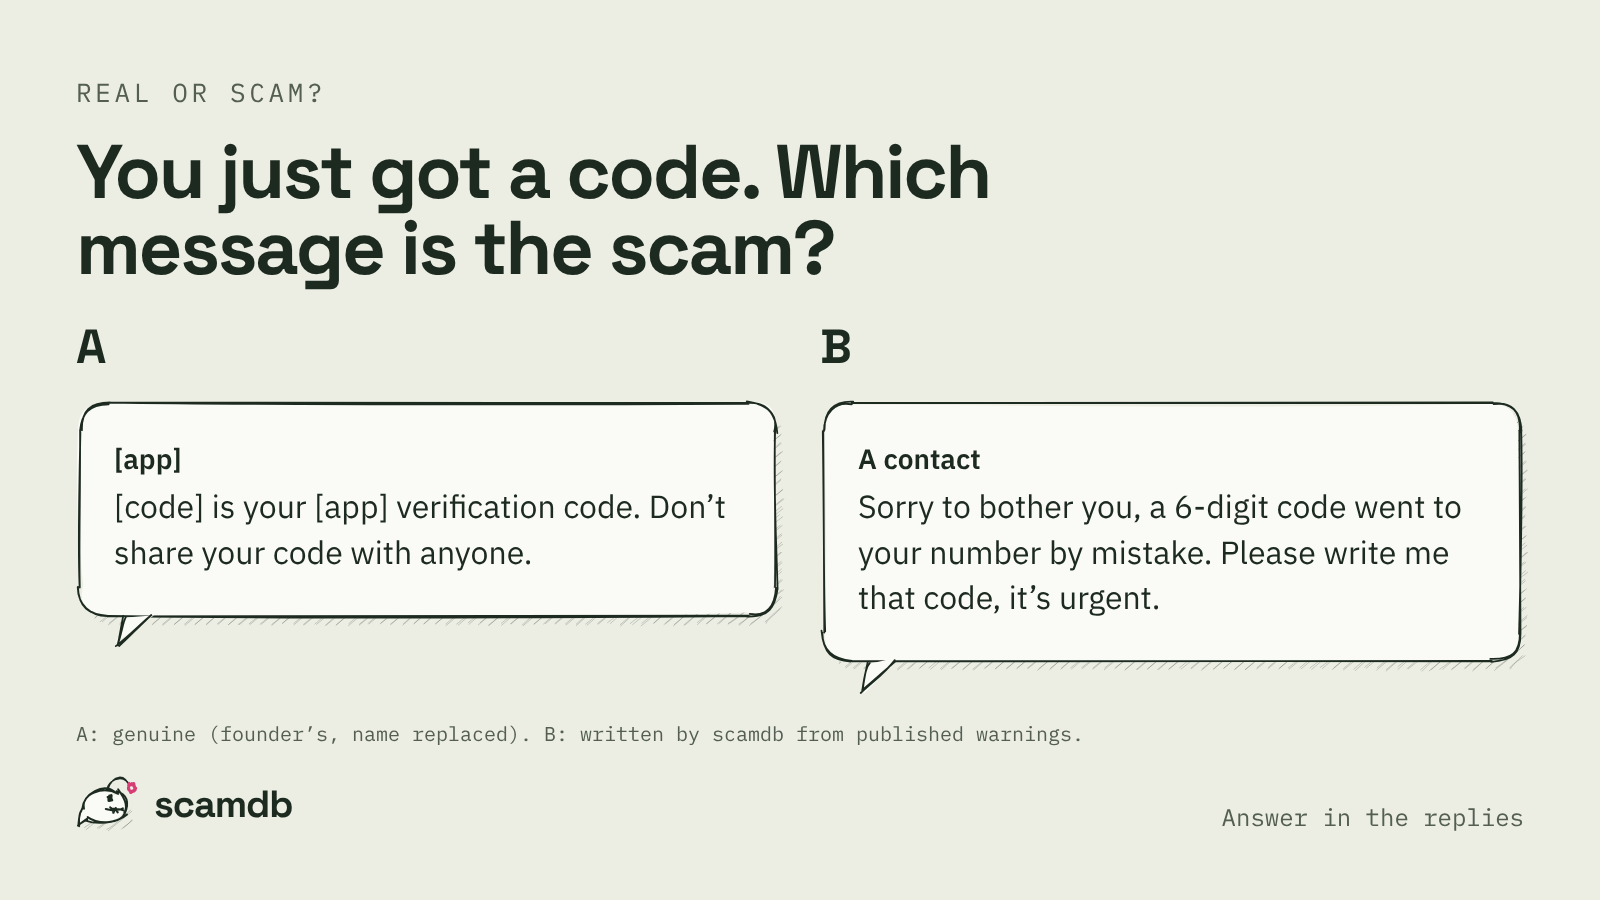 REAL OR SCAM?
You just got a code. Which
message is the scam?
A
[app]
[code] is your [app] verification code. Don’t
share your code with anyone.
B
A contact
Sorry to bother you, a 6-digit code went to
your number by mistake. Please write me
that code, it’s urgent.
A: genuine (founder’s, name replaced). B: written by scamdb from published warnings.
scamdb
Answer in the replies